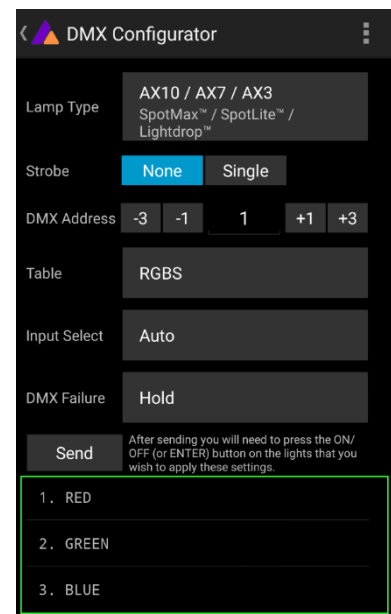 DMX Configurator
Lamp Type
AX10 / AX7 / AX3
SpotMax™ / SpotLite™ /
Lightdrop™
Strobe None Single
DMX Address -3 -1 1 +1 +3
Table RGBS
Input Select Auto
DMX Failure Hold
Send
After sending you will need to press the ON/
OFF (or ENTER) button on the lights that you
wish to apply these settings.
1. RED
2. GREEN
3. BLUE